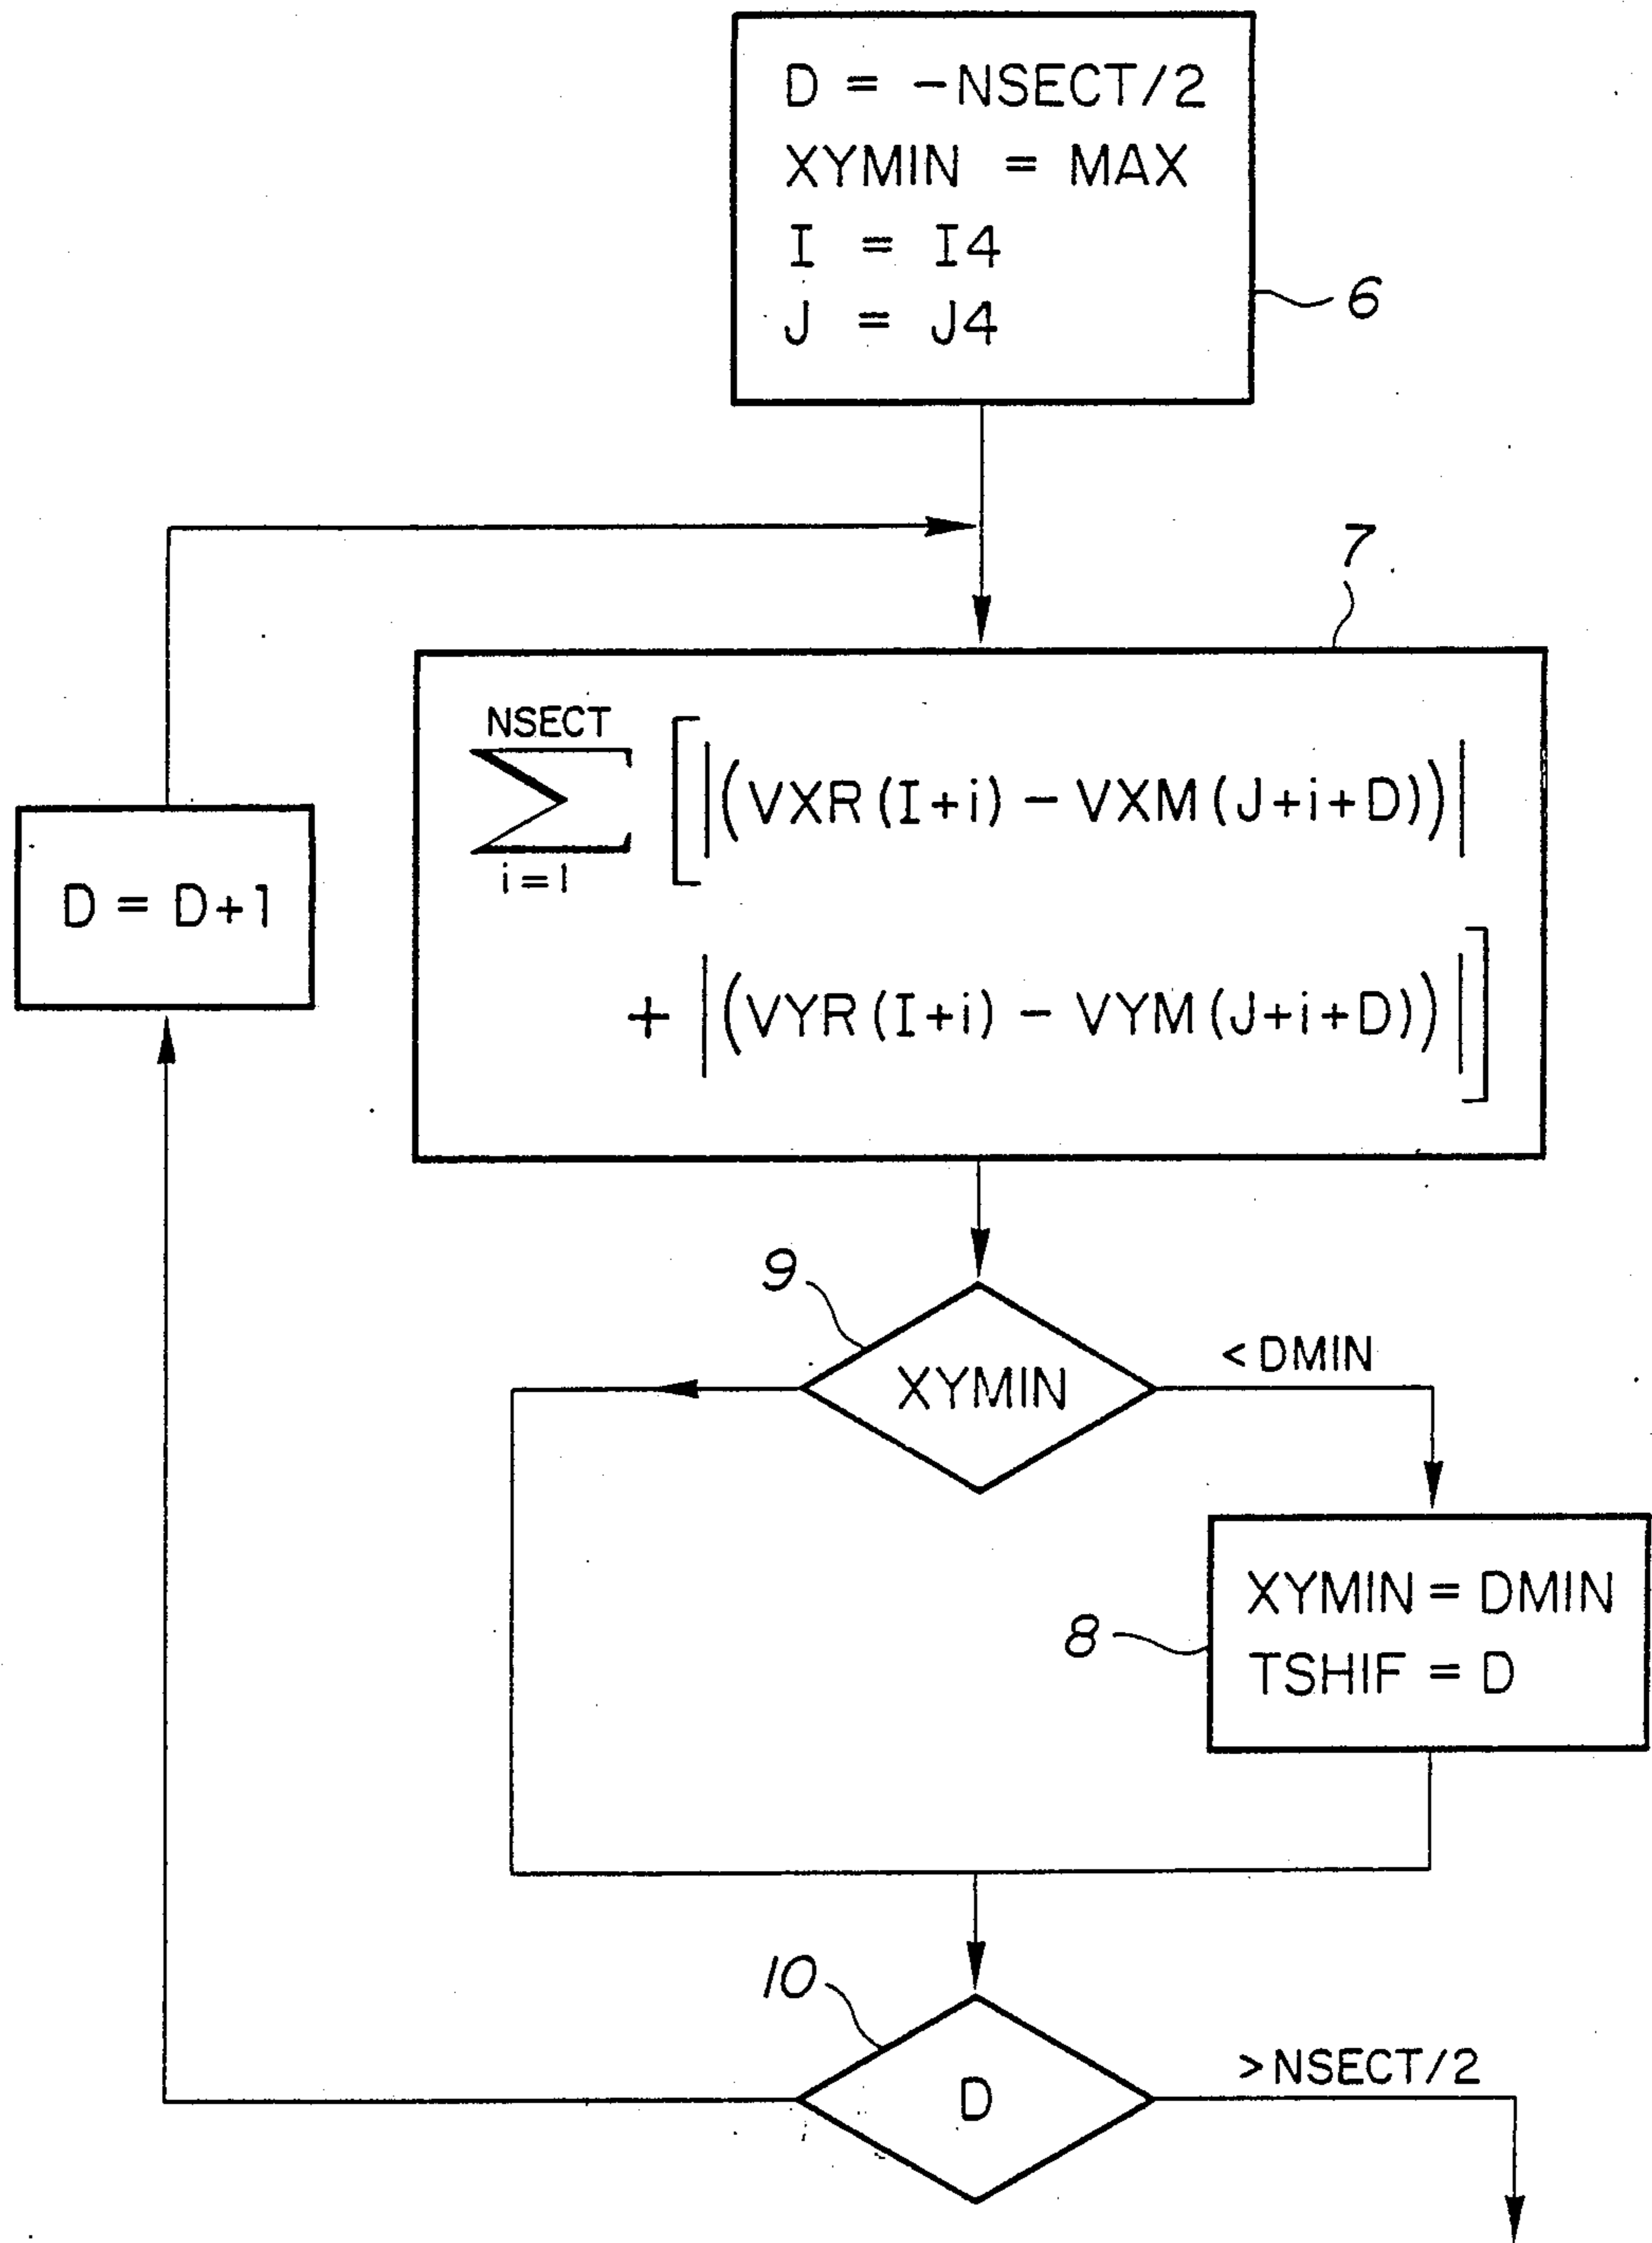 D = -NSECT/2
XYMIN = MAX
I = I4
J = J4
6
7
NSECT
∑ [|(VXR(I+i) - VXM(J+i+D))|
i=1
+ |(VYR(I+i) - VYM(J+i+D))|]
D = D+1
9
XYMIN
< DMIN
8
XYMIN = DMIN
TSHIF = D
10
D
>NSECT/2